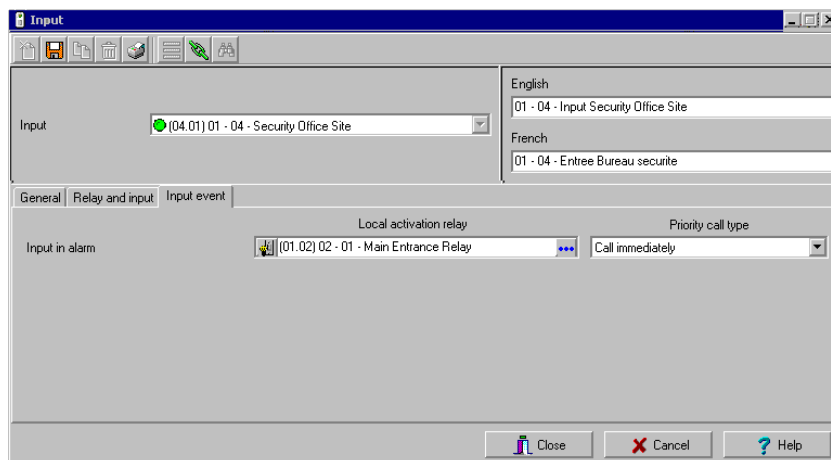 Input
English
01 - 04 - Input Security Office Site
Input
(04.01) 01 - 04 - Security Office Site
French
01 - 04 - Entree Bureau securite
General
Relay and input
Input event
Local activation relay
Priority call type
Input in alarm
(01.02) 02 - 01 - Main Entrance Relay
Call immediately
Close
Cancel
Help